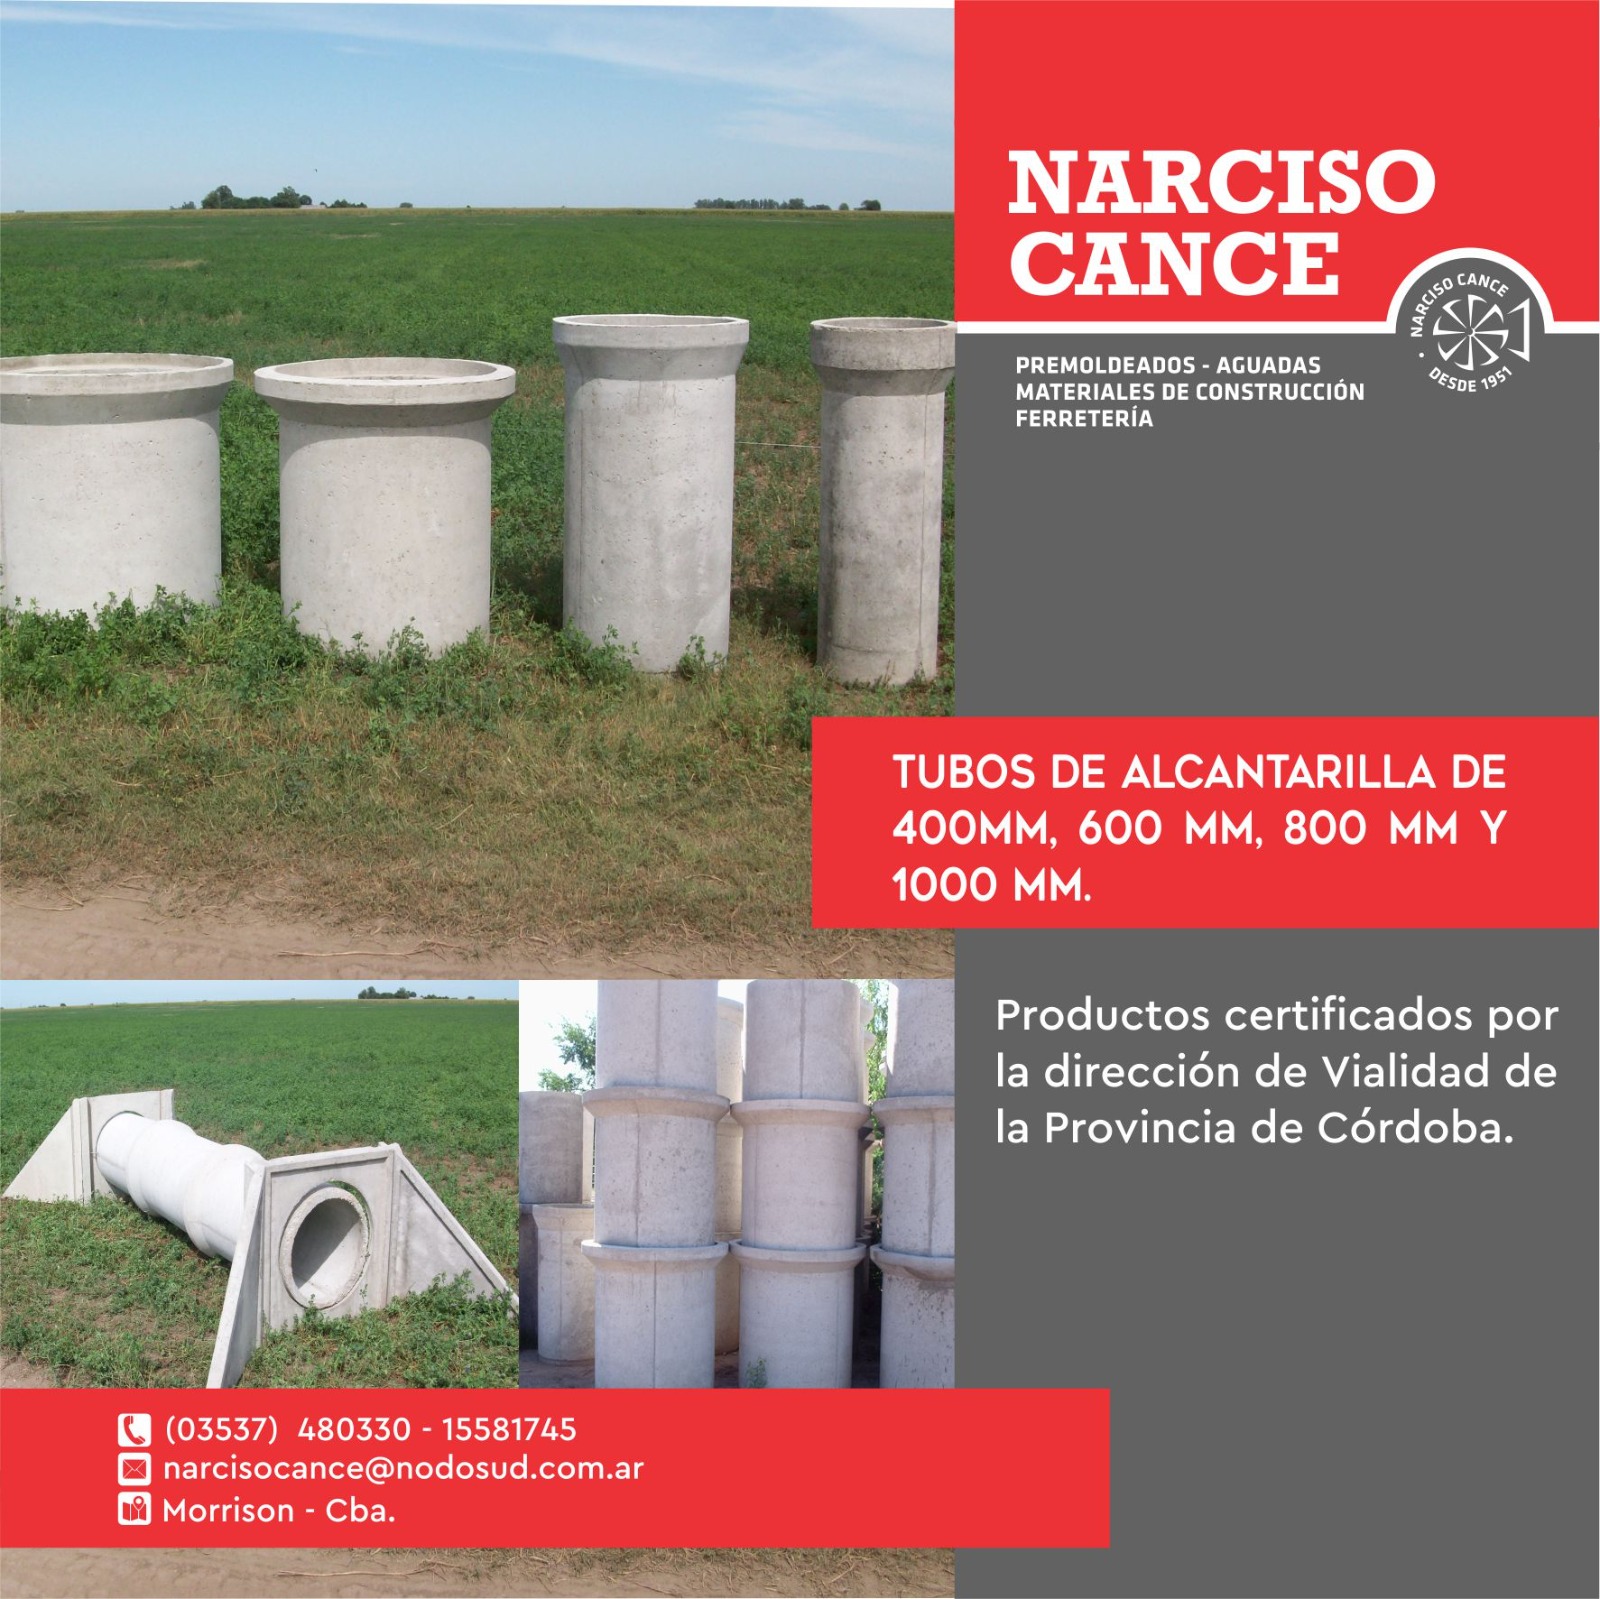 NARCISO
CANCE
NARCISO CANCE
DESDE 1951
PREMOLDEADOS - AGUADAS
MATERIALES DE CONSTRUCCIÓN
FERRETERÍA
TUBOS DE ALCANTARILLA DE
400MM, 600 MM, 800 MM Y
1000 MM.
Productos certificados por
la dirección de Vialidad de
la Provincia de Córdoba.
(03537) 480330 - 15581745
narcisocance@nodosud.com.ar
Morrison - Cba.